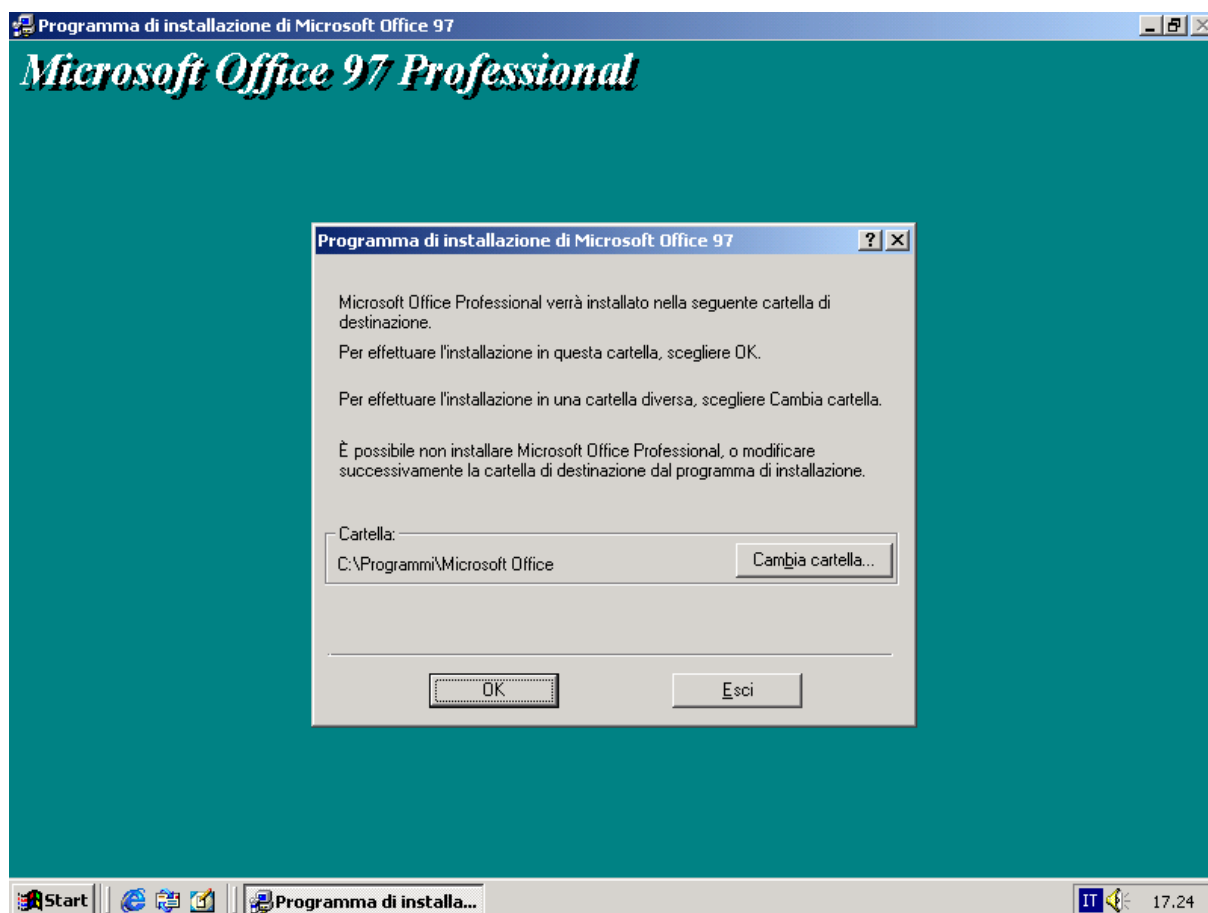 Programma di installazione di Microsoft Office 97
Microsoft Office 97 Professional
Programma di installazione di Microsoft Office 97
Microsoft Office Professional verrà installato nella seguente cartella di
destinazione.
Per effettuare l'installazione in questa cartella, scegliere OK.
Per effettuare l'installazione in una cartella diversa, scegliere Cambia cartella.
È possibile non installare Microsoft Office Professional, o modificare
successivamente la cartella di destinazione dal programma di installazione.
Cartella:
C:\Programmi\Microsoft Office
Cambia cartella...
OK
Esci
Start
Programma di installa...
IT
17.24